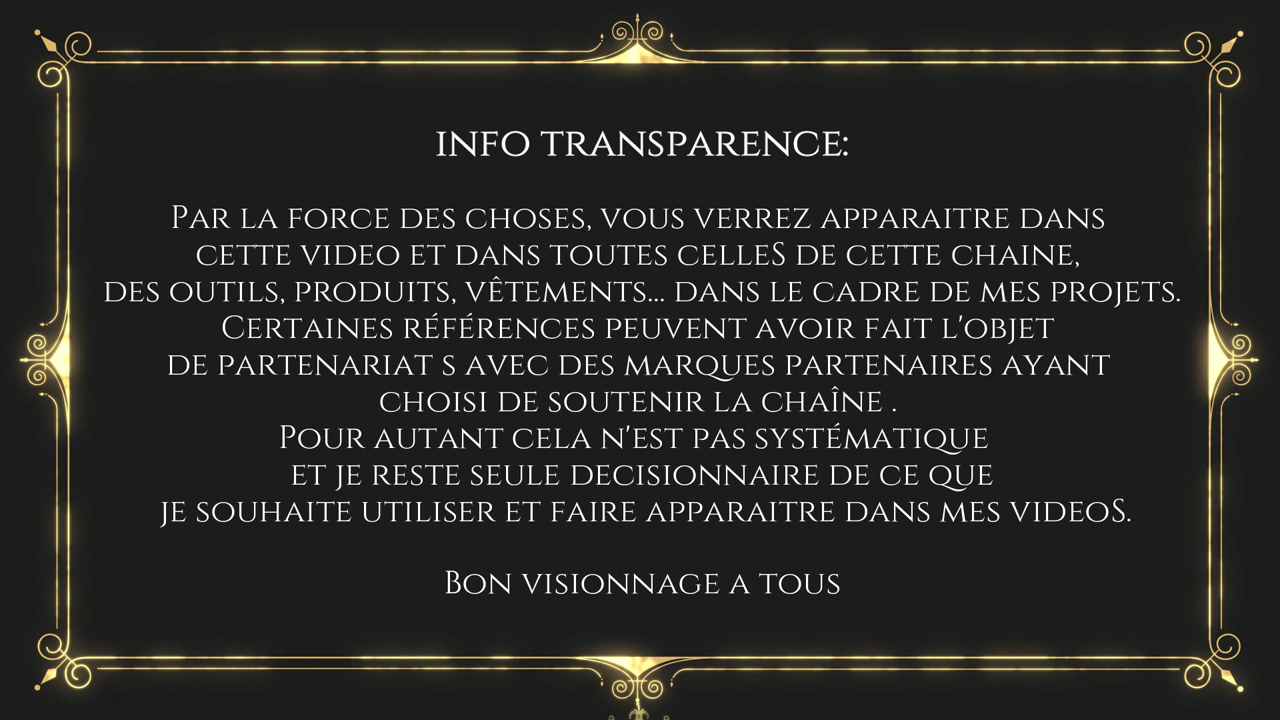 INFO TRANSPARENCE:
Par la force des choses, vous verrez apparaitre dans
cette video et dans toutes celleS de cette chaine,
des outils, produits, vêtements... dans le cadre de mes projets.
Certaines références peuvent avoir fait l'objet
de partenariat s avec des marques partenaires ayant
choisi de soutenir la chaîne .
Pour autant cela n'est pas systématique
et je reste seule decisionnaire de ce que
je souhaite utiliser et faire apparaitre dans mes videoS.
Bon visionnage a tous